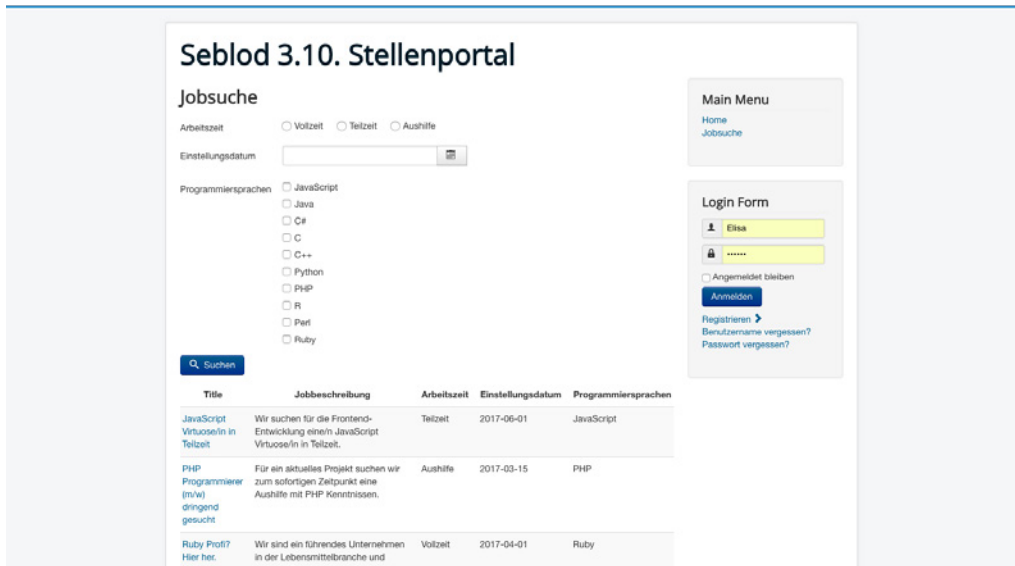 Seblod 3.10. Stellenportal
Jobsuche
Arbeitszeit Vollzeit Teilzeit Aushilfe
Einstellungsdatum
Programmiersprachen JavaScript
Java
C#
C
C++
Python
PHP
R
Perl
Ruby
Suchen
Title Jobbeschreibung Arbeitszeit Einstellungsdatum Programmiersprachen
JavaScript Wir suchen für die Frontend- Teilzeit 2017-06-01 JavaScript
Virtuose/in in Entwicklung eine/n JavaScript
Teilzeit Virtuose/in in Teilzeit.
PHP Für ein aktuelles Projekt suchen wir Aushilfe 2017-03-15 PHP
Programmierer zum sofortigen Zeitpunkt eine
(m/w) Aushilfe mit PHP Kenntnissen.
dringend
gesucht
Ruby Profi? Wir sind ein führendes Unternehmen Vollzeit 2017-04-01 Ruby
Hier her. in der Lebensmittelbranche und
Main Menu
Home
Jobsuche
Login Form
Elisa
••••••
Angemeldet bleiben
Anmelden
Registrieren
Benutzername vergessen?
Passwort vergessen?